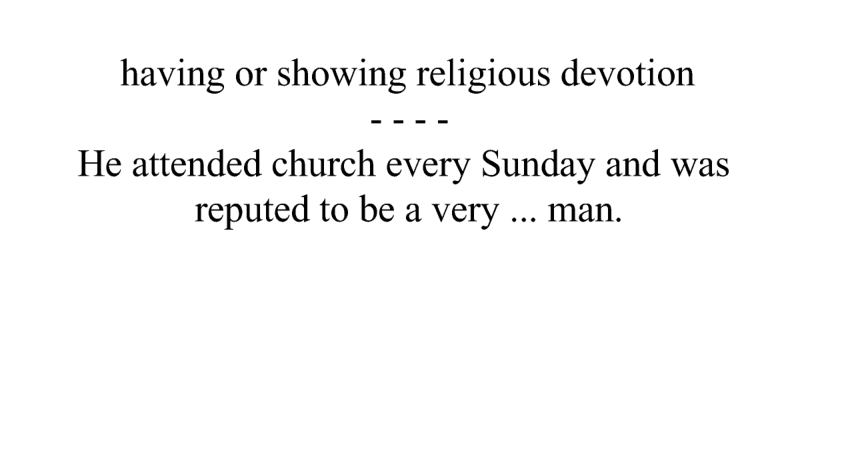 having or showing religious devotion
- - - -
He attended church every Sunday and was
reputed to be a very ... man.